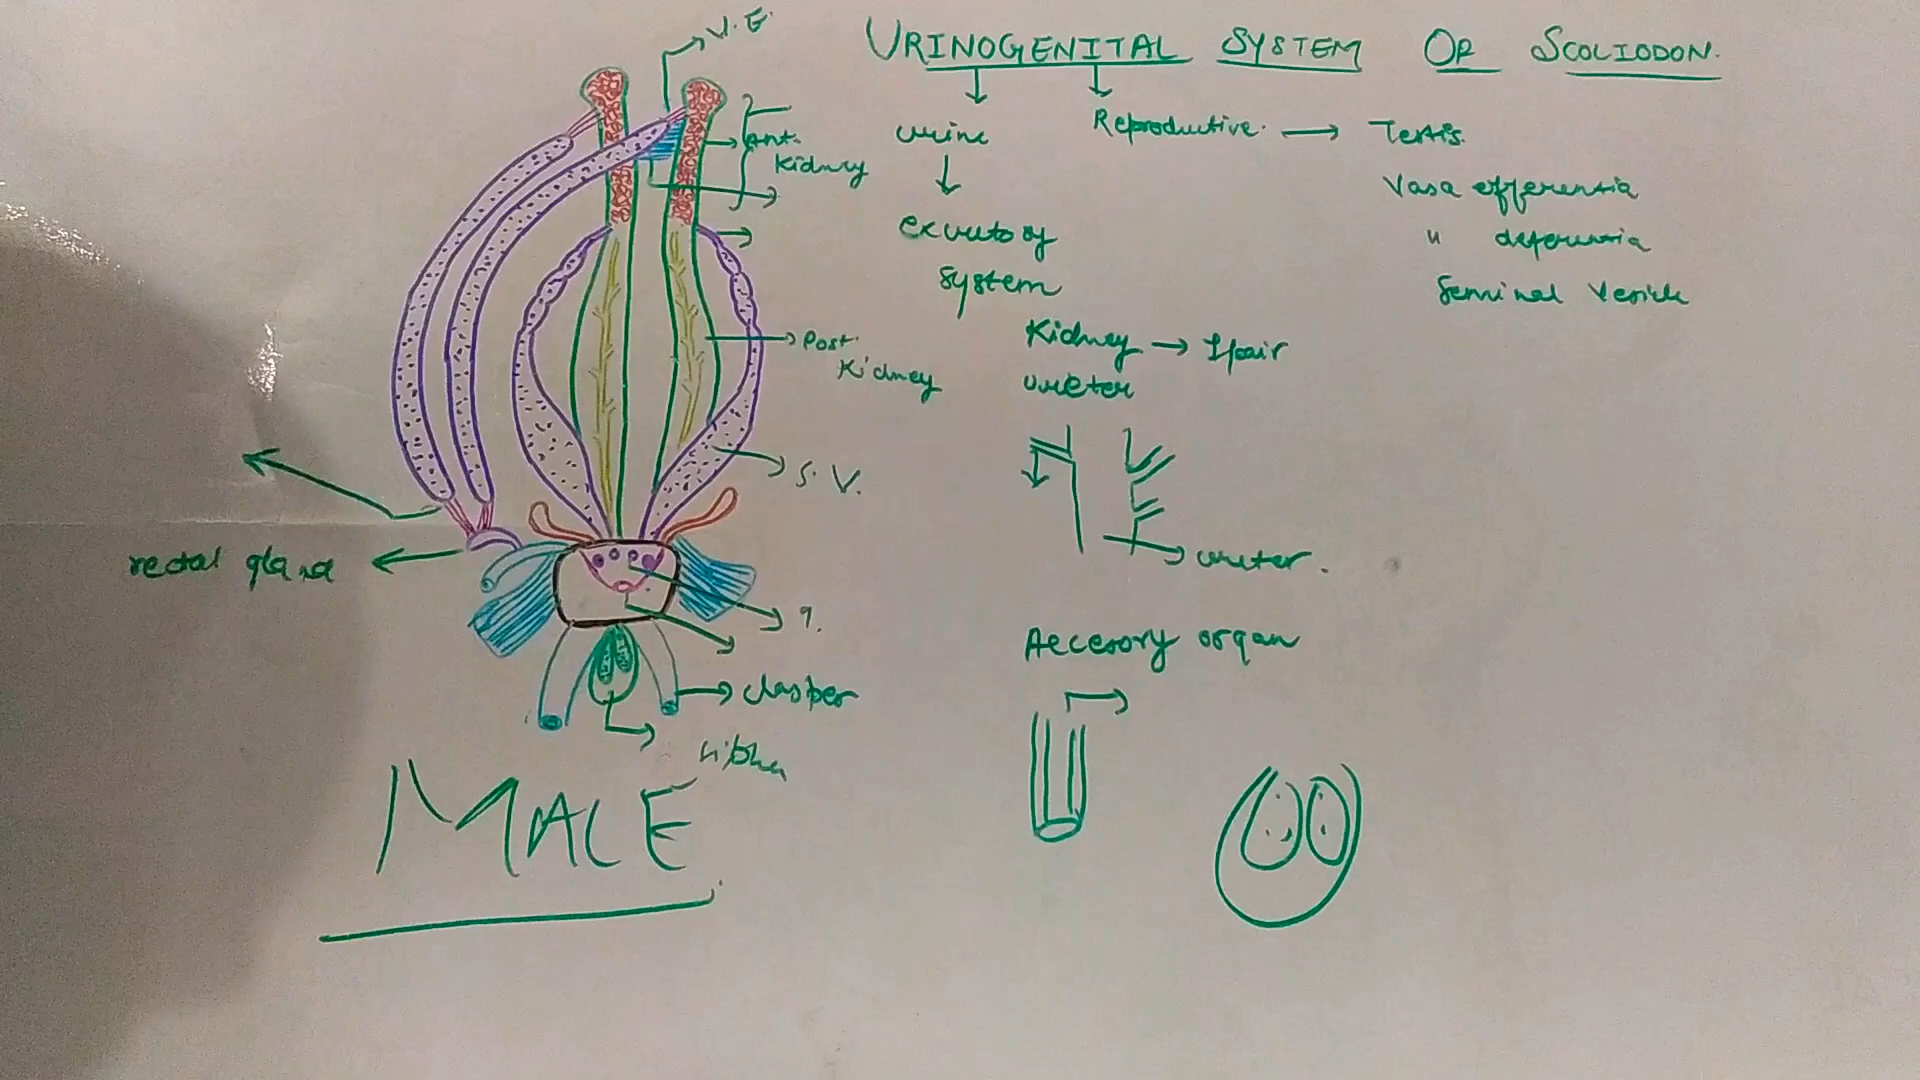 V.E.
URINOGENITAL SYSTEM OF SCOLIODON.
urine
Reproductive. → Testis.
Ant.
Kidney
Vasa efferentia
" deferentia
Seminal vesicle
excretory
system
Kidney → 1 pair
ureter
Post.
Kidney
S.V.
rectal gland
ureter.
?.
Accesory organ
clasper
siphon
MALE